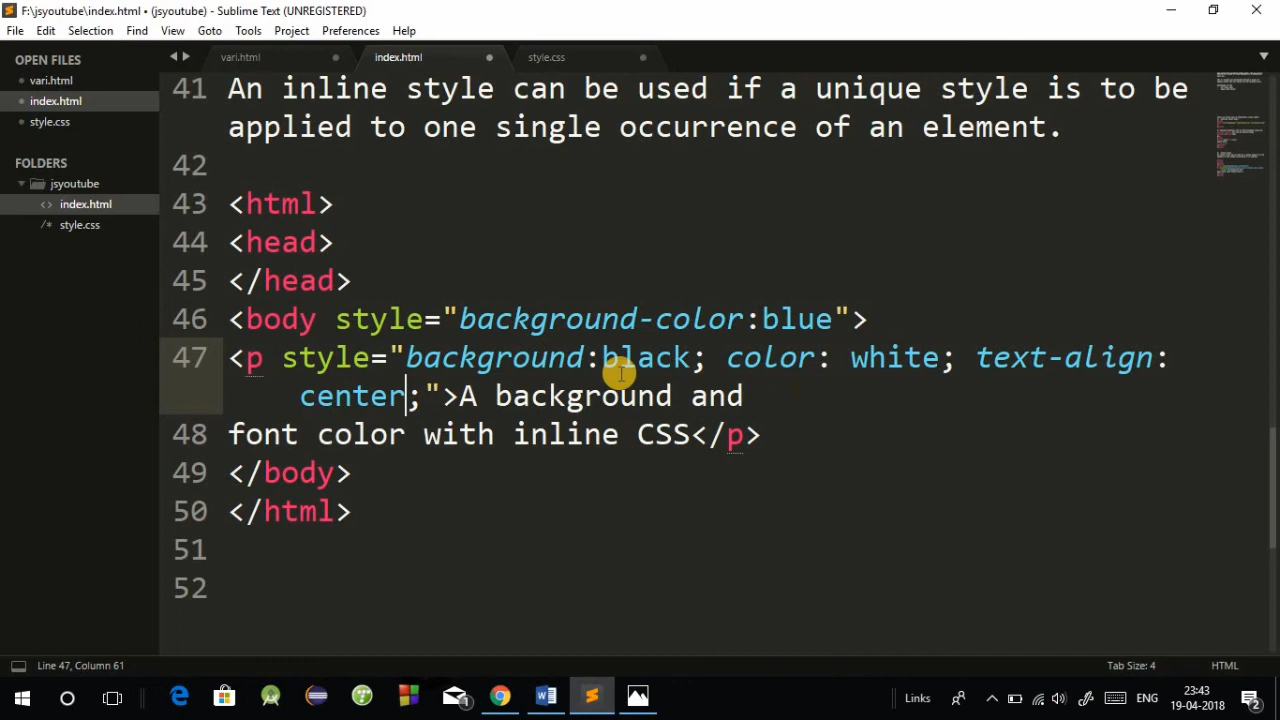 F:\jsyoutube\index.html • (jsyoutube) - Sublime Text (UNREGISTERED)
File Edit Selection Find View Goto Tools Project Preferences Help
OPEN FILES
vari.html
index.html
style.css
FOLDERS
jsyoutube
<> index.html
/* style.css
vari.html index.html style.css
41 An inline style can be used if a unique style is to be
applied to one single occurrence of an element.
42
43 <html>
44 <head>
45 </head>
46 <body style="background-color:blue">
47 <p style="background:black; color: white; text-align:
center;">A background and
48 font color with inline CSS</p>
49 </body>
50 </html>
51
52
Line 47, Column 61 Tab Size: 4 HTML
1 Links ENG 23:43
19-04-2018 2